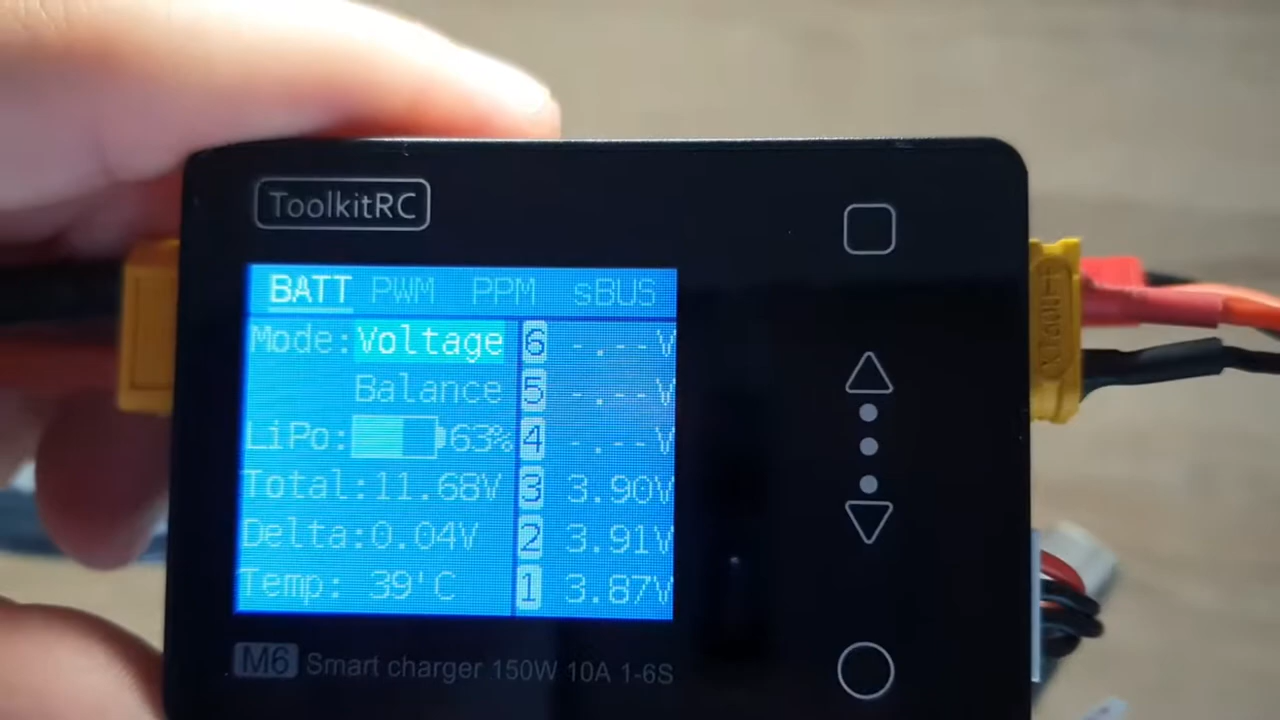 ToolkitRC
BATT PWM PPM sBUS
Mode:Voltage 6 -.--V
Balance 5 -.--V
LiPo: 63% 4 -.--V
Total:11.68V 3 3.90V
Delta:0.04V 2 3.91V
Temp: 39'C 1 3.87V
M6 Smart charger 150W 10A 1-6S